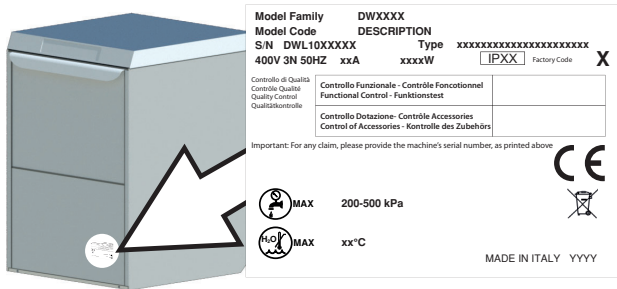 Model Family DWXXXX
Model Code DESCRIPTION
S/N DWL10XXXXX Type xxxxxxxxxxxxxxxxxxxxxx
400V 3N 50HZ xxA xxxxW IPXX Factory Code X
Controllo di Qualità
Contrôle Qualité
Quality Control
Qualitätkontrolle
Controllo Funzionale - Contrôle Foncotionnel
Functional Control - Funktionstest
Controllo Dotazione- Contrôle Accessories
Control of Accessories - Kontrolle des Zubehörs
Important: For any claim, please provide the machine's serial number, as printed above
CE
MAX 200-500 kPa
H₂O MAX xx°C
MADE IN ITALY YYYY